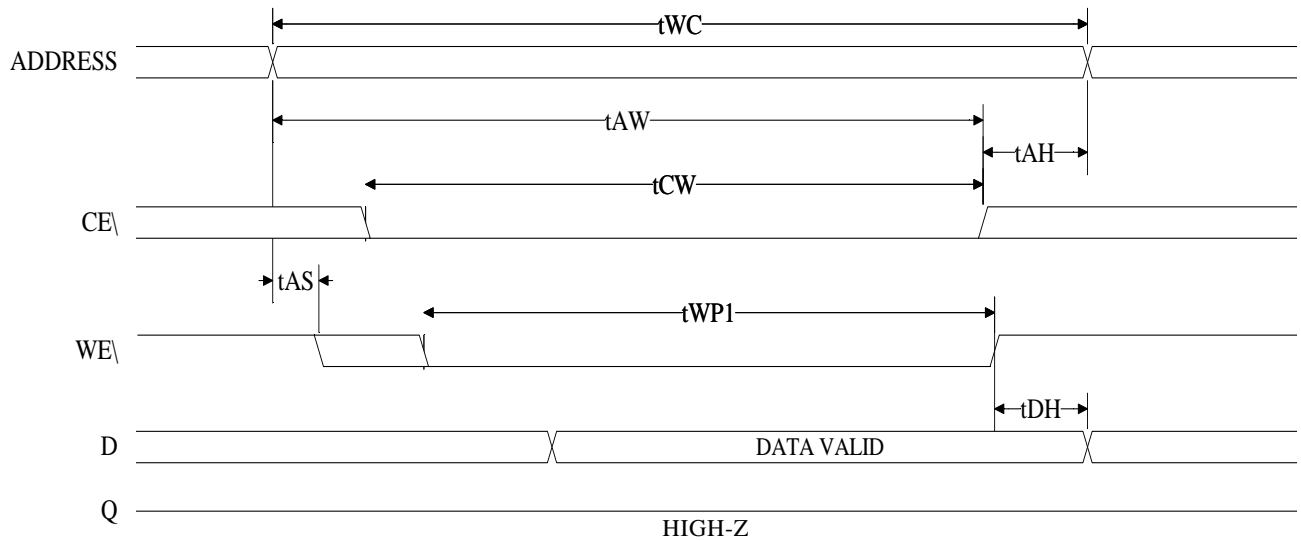 tWC
ADDRESS
tAW
tAH
tCW
CE\
tAS
tWP1
WE\
tDH
D
DATA VALID
Q
HIGH-Z